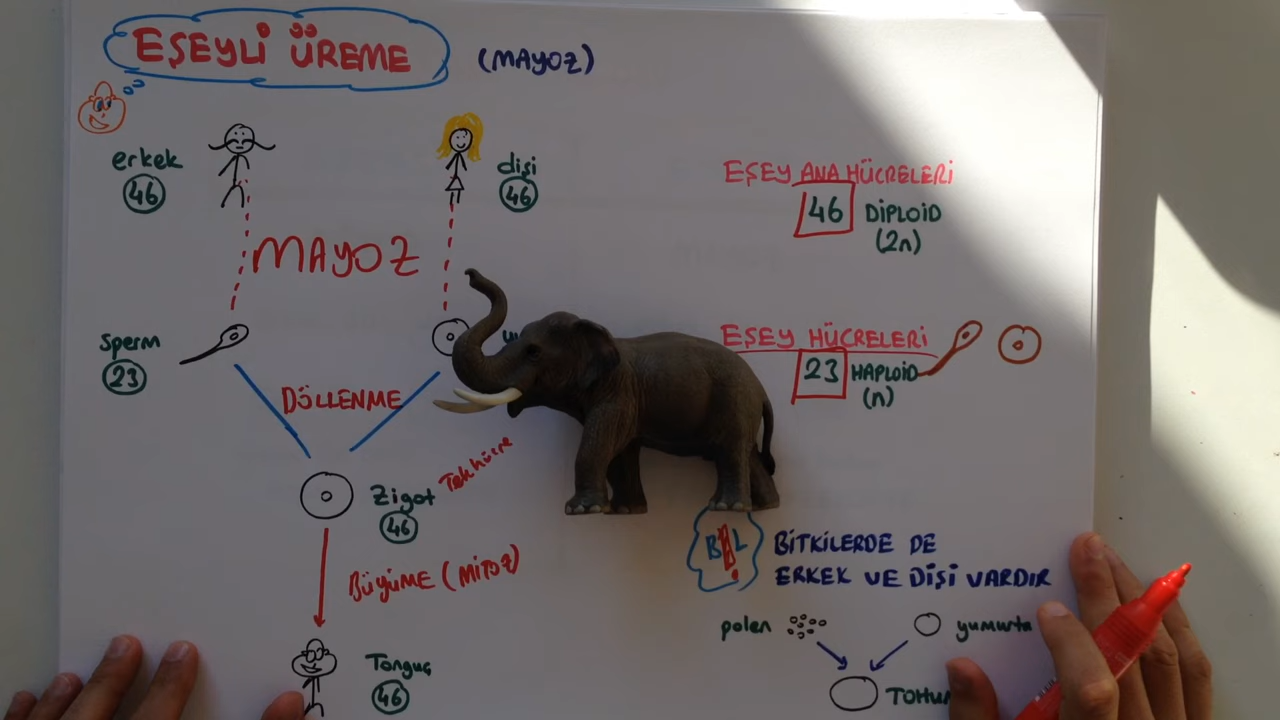 EŞEYLİ ÜREME
(MAYOZ)
erkek
46
dişi
46
MAYOZ
sperm
23
DÖLLENME
Zigot
46
Tek hücre
BÜYÜME (MİTOZ)
Tonguç
46
EŞEY ANA HÜCRELERİ
46 DİPLOİD
(2n)
EŞEY HÜCRELERİ
23 HAPLOİD
(n)
BİL
BİTKİLERDE DE
ERKEK VE DİŞİ VARDIR
polen
yumurta